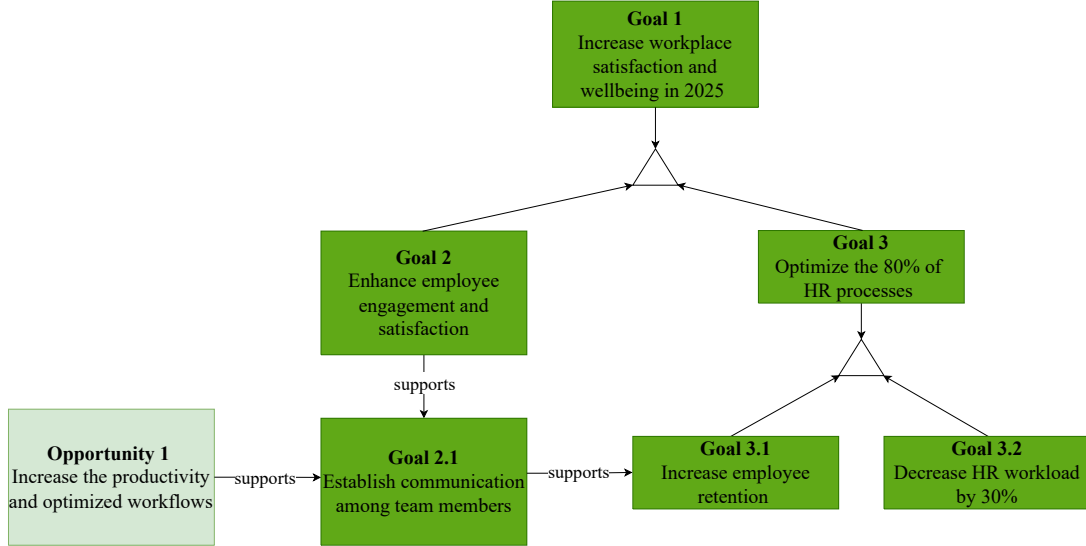 Goal 1
Increase workplace
satisfaction and
wellbeing in 2025
Goal 2
Enhance employee
engagement and
satisfaction
Goal 3
Optimize the 80% of
HR processes
supports
Opportunity 1
Increase the productivity
and optimized workflows
supports
Goal 2.1
Establish communication
among team members
supports
Goal 3.1
Increase employee
retention
Goal 3.2
Decrease HR workload
by 30%